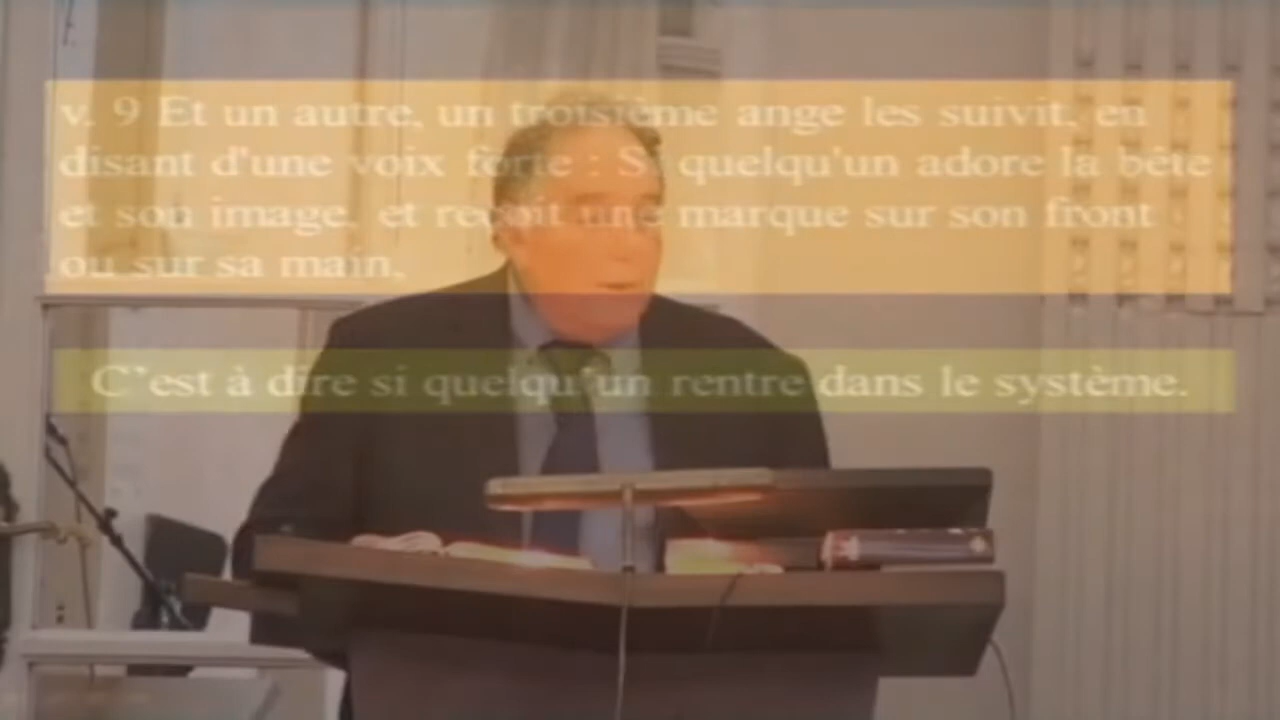 v. 9 Et un autre, un troisième ange les suivit, en
disant d'une voix forte : Si quelqu'un adore la bête
et son image, et reçoit une marque sur son front
ou sur sa main,
C'est à dire si quelqu'un rentre dans le système.